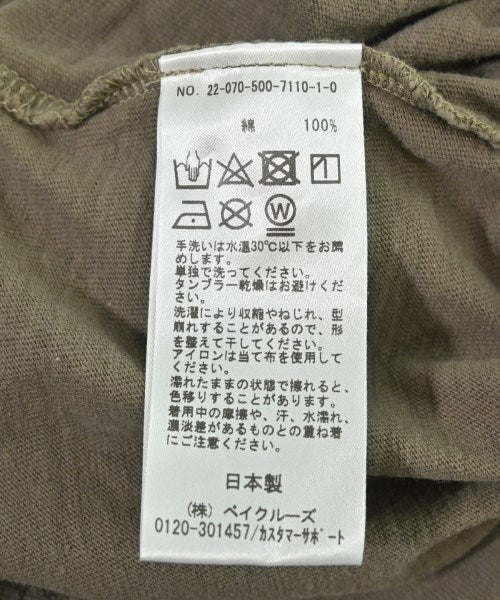 NO. 22-070-500-7110-1-0
綿 100%
手洗いは水温30℃以下をお薦
めします。
単独で洗ってください。
タンブラー乾燥はお避けくださ
い。
洗濯により収縮やねじれ、型
崩れすることがあるので、形
を整えて干してください。
アイロンは当て布を使用して
ください。
濡れたままの状態で擦れると、
色移りすることがあります。
着用中の摩擦や、汗、水濡れ、
濃淡差があるものとの重ね着
にご注意ください。
日本製
(株) ベイクルーズ
0120-301457/カスタマーサポート